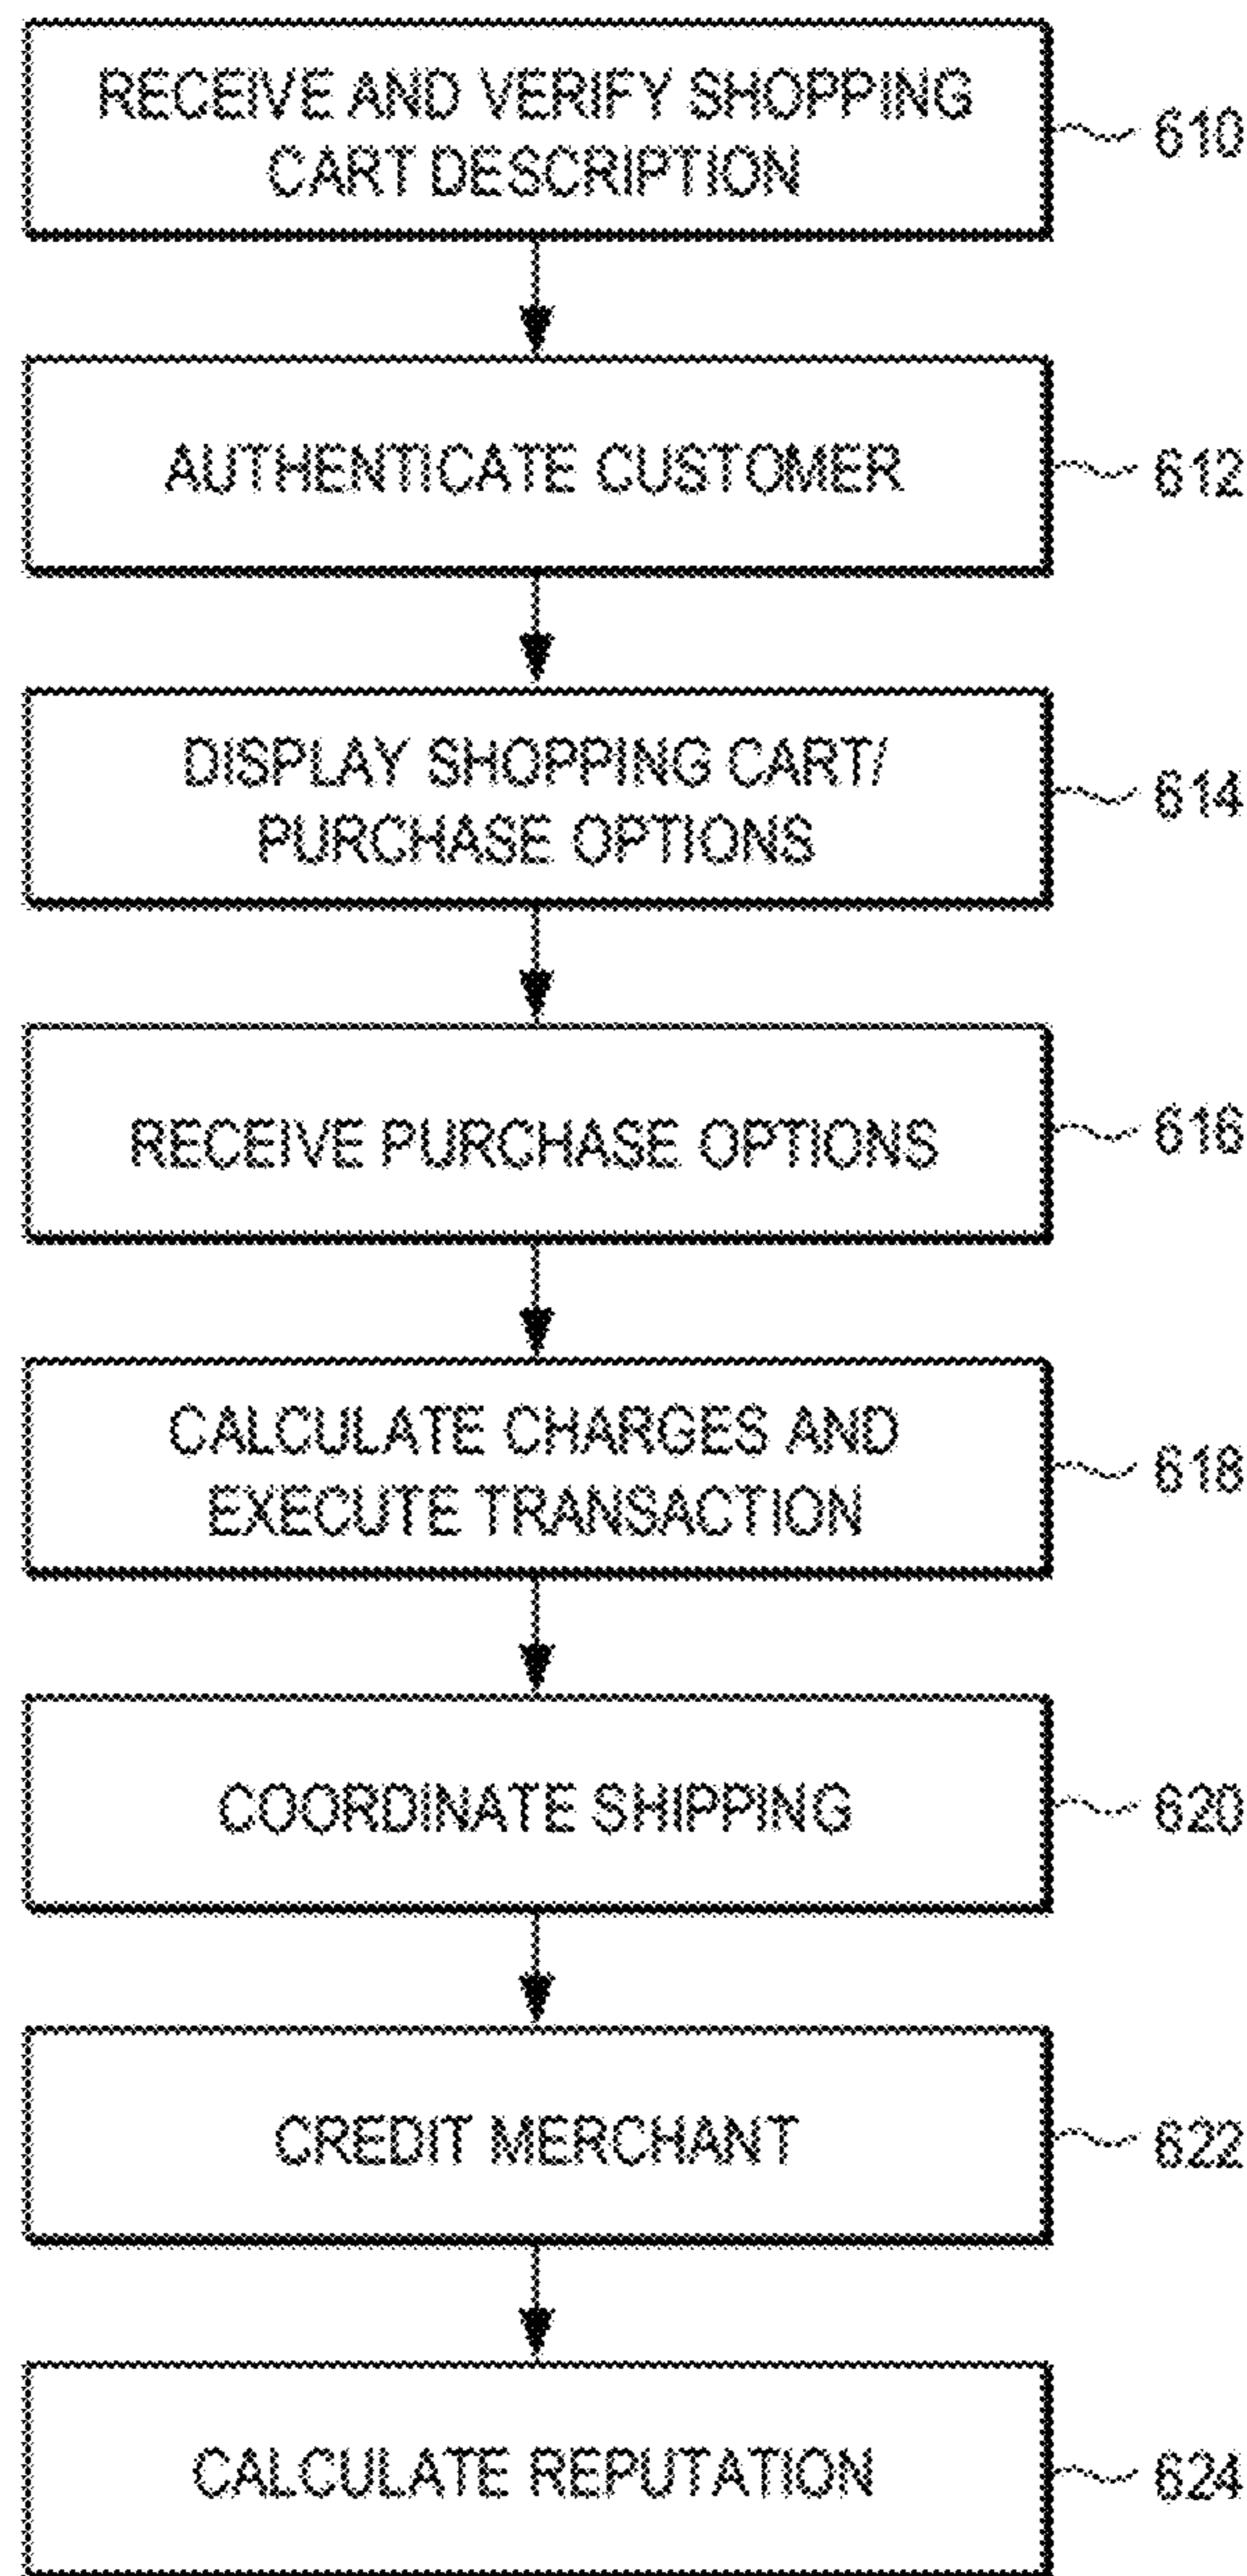 RECEIVE AND VERIFY SHOPPING
CART DESCRIPTION
610
AUTHENTICATE CUSTOMER
612
DISPLAY SHOPPING CART/
PURCHASE OPTIONS
614
RECEIVE PURCHASE OPTIONS
616
CALCULATE CHARGES AND
EXECUTE TRANSACTION
618
COORDINATE SHIPPING
620
CREDIT MERCHANT
622
CALCULATE REPUTATION
624